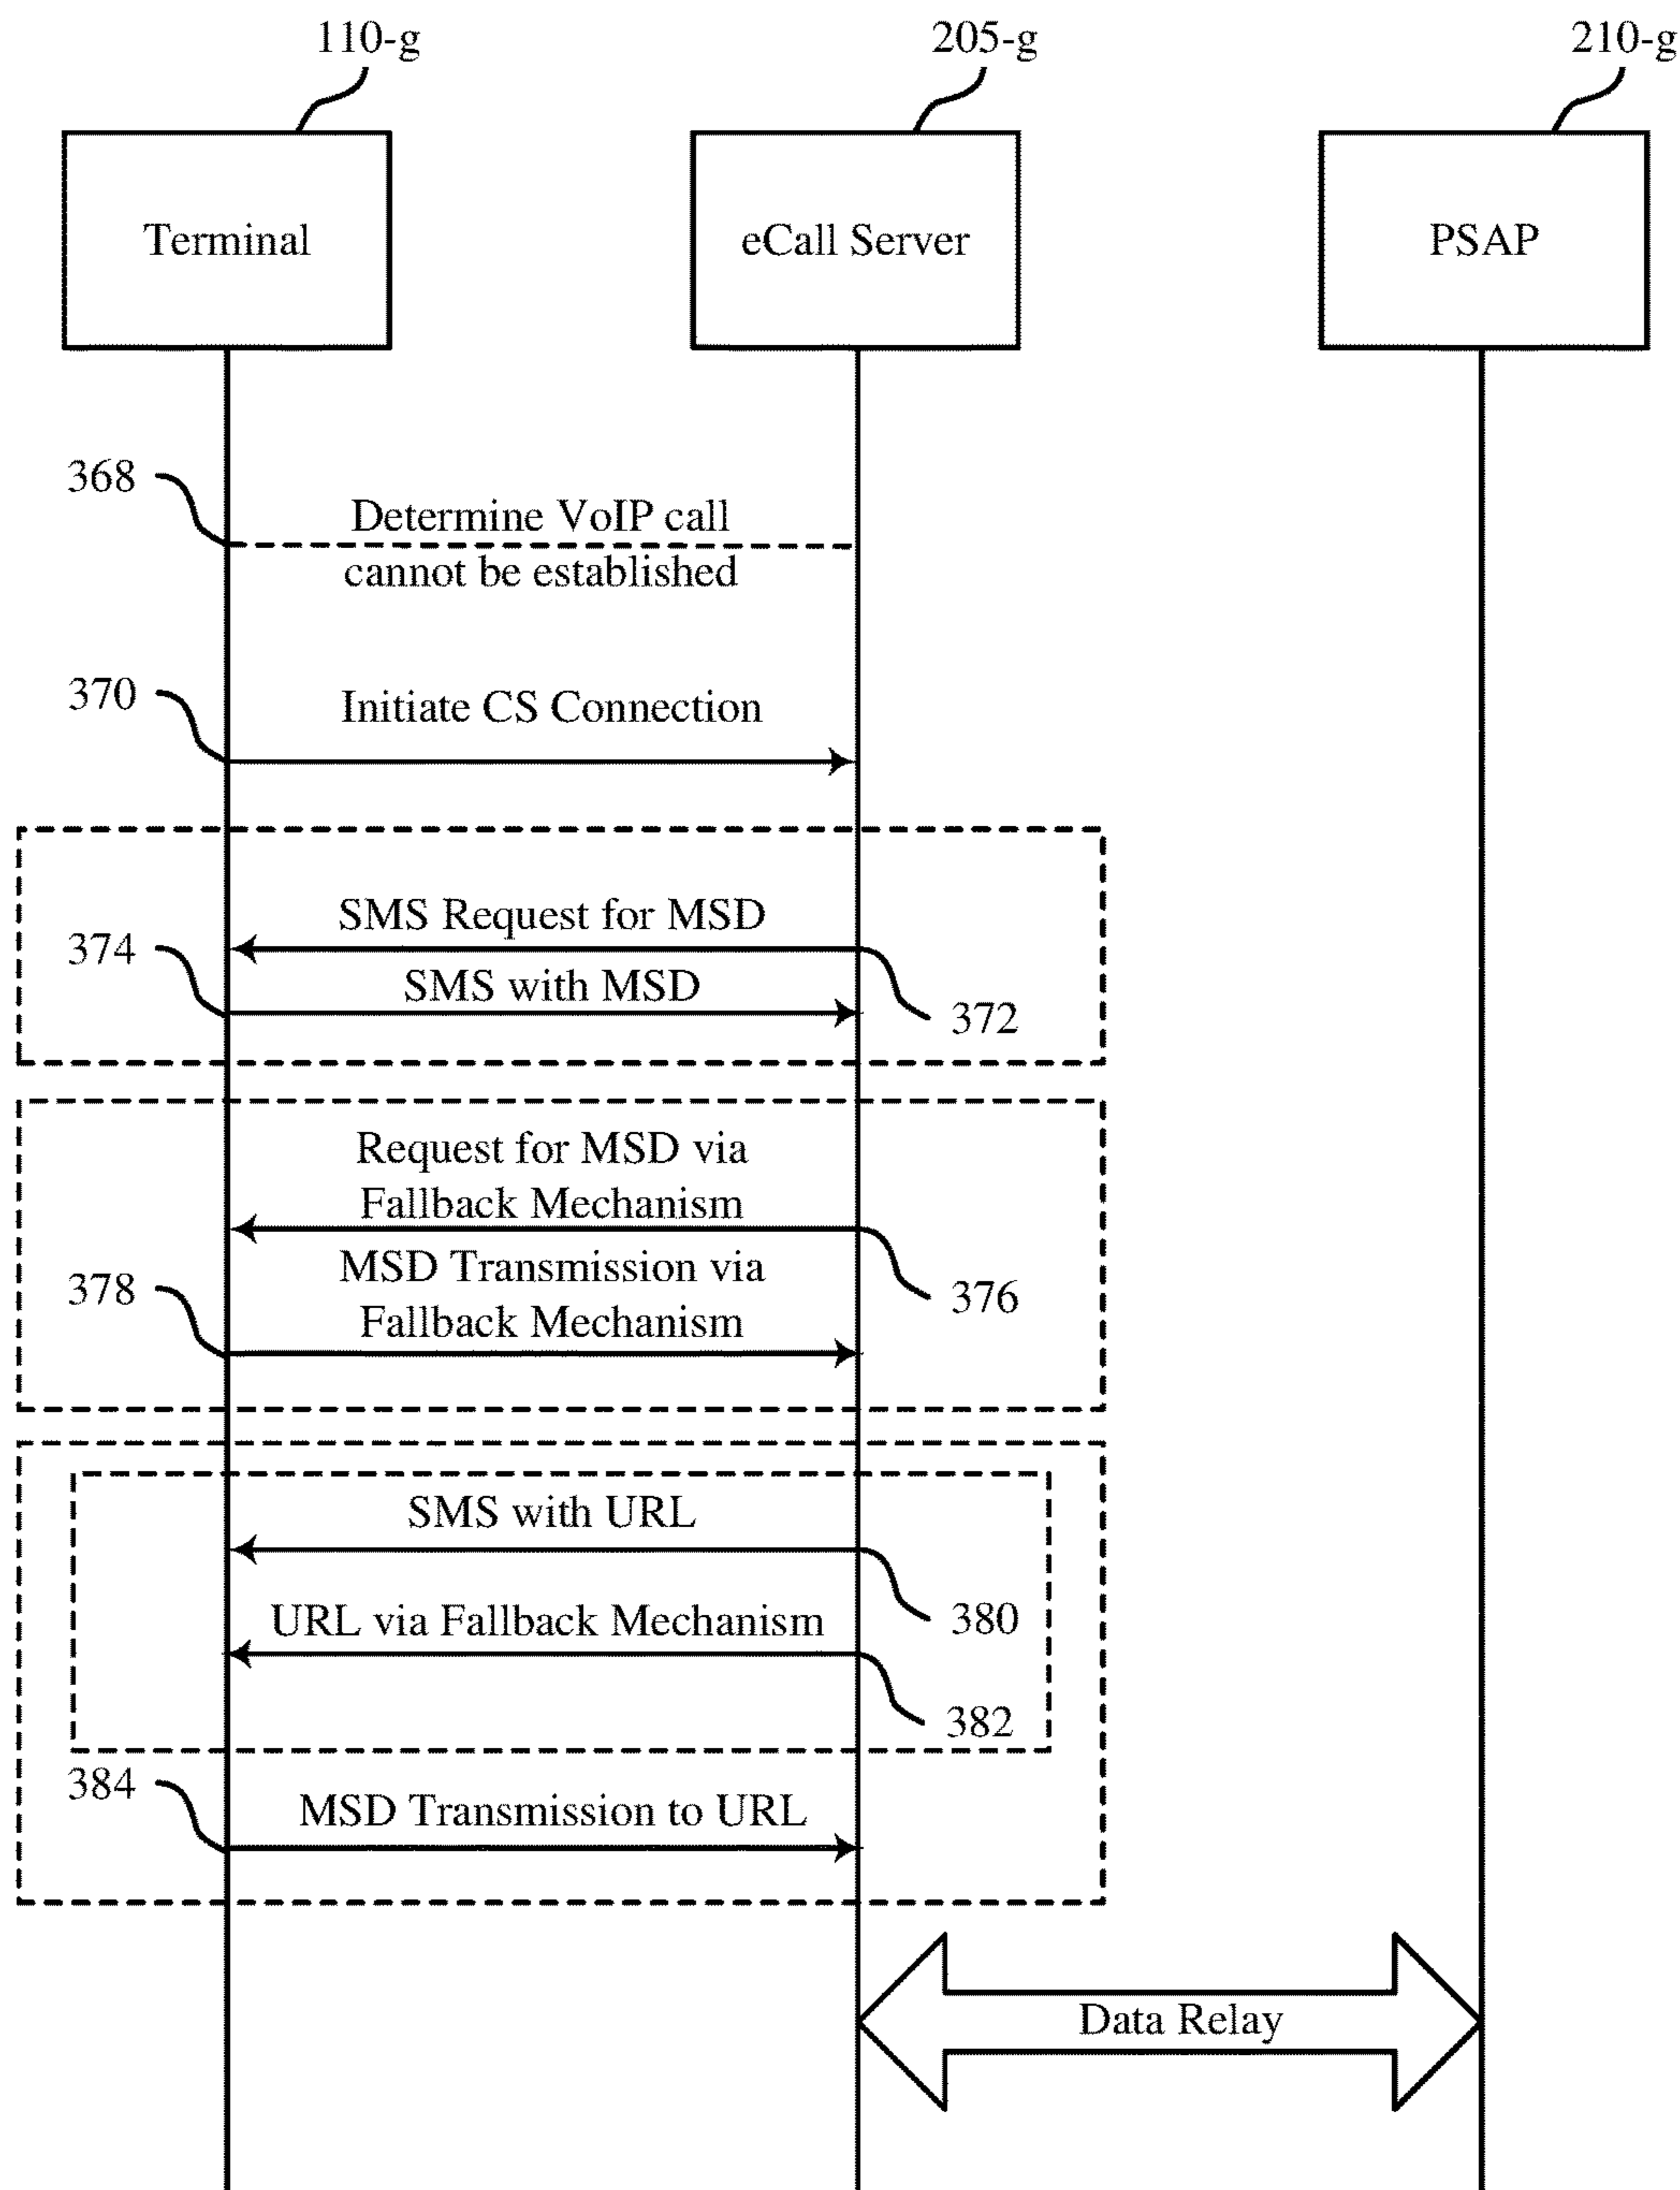 110-g
205-g
210-g
Terminal
eCall Server
PSAP
368
Determine VoIP call
cannot be established
370
Initiate CS Connection
SMS Request for MSD
374
SMS with MSD
372
Request for MSD via
Fallback Mechanism
MSD Transmission via
378
376
Fallback Mechanism
SMS with URL
380
URL via Fallback Mechanism
382
384
MSD Transmission to URL
Data Relay